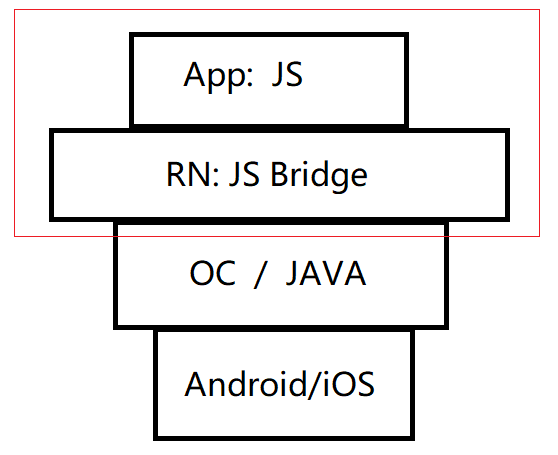 App: JS
RN: JS Bridge
OC / JAVA
Android/iOS